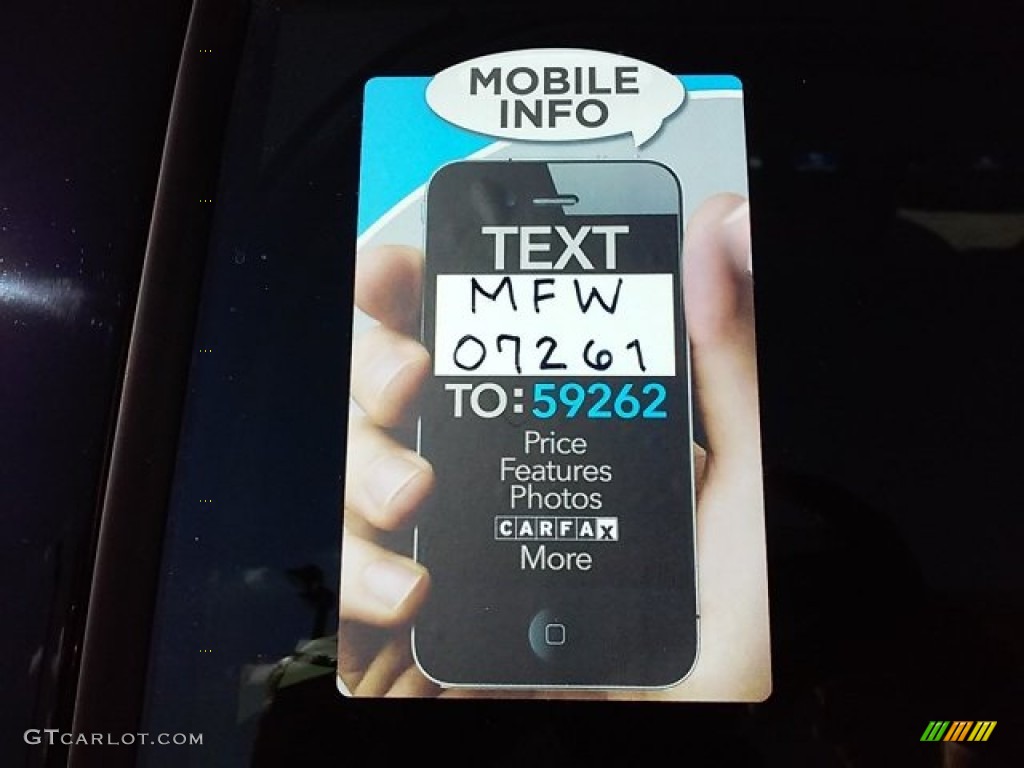 MOBILE
INFO
TEXT
MFW
07261
TO: 59262
Price
Features
Photos
CARFAX
More
GTCARLOT.COM